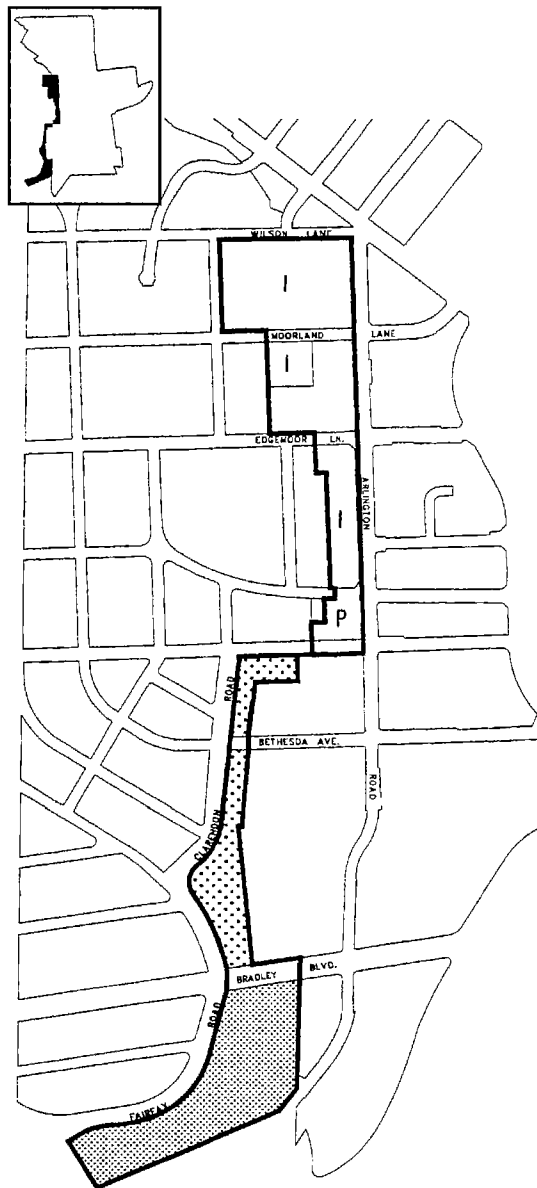 WILSON LANE
I
MOORLAND LANE
I
EDGEMOOR LN.
ARLINGTON
I
P
ROAD
BETHESDA AVE.
ROAD
CLARENDON
BRADLEY BLVD.
ROAD
FAIRFAX